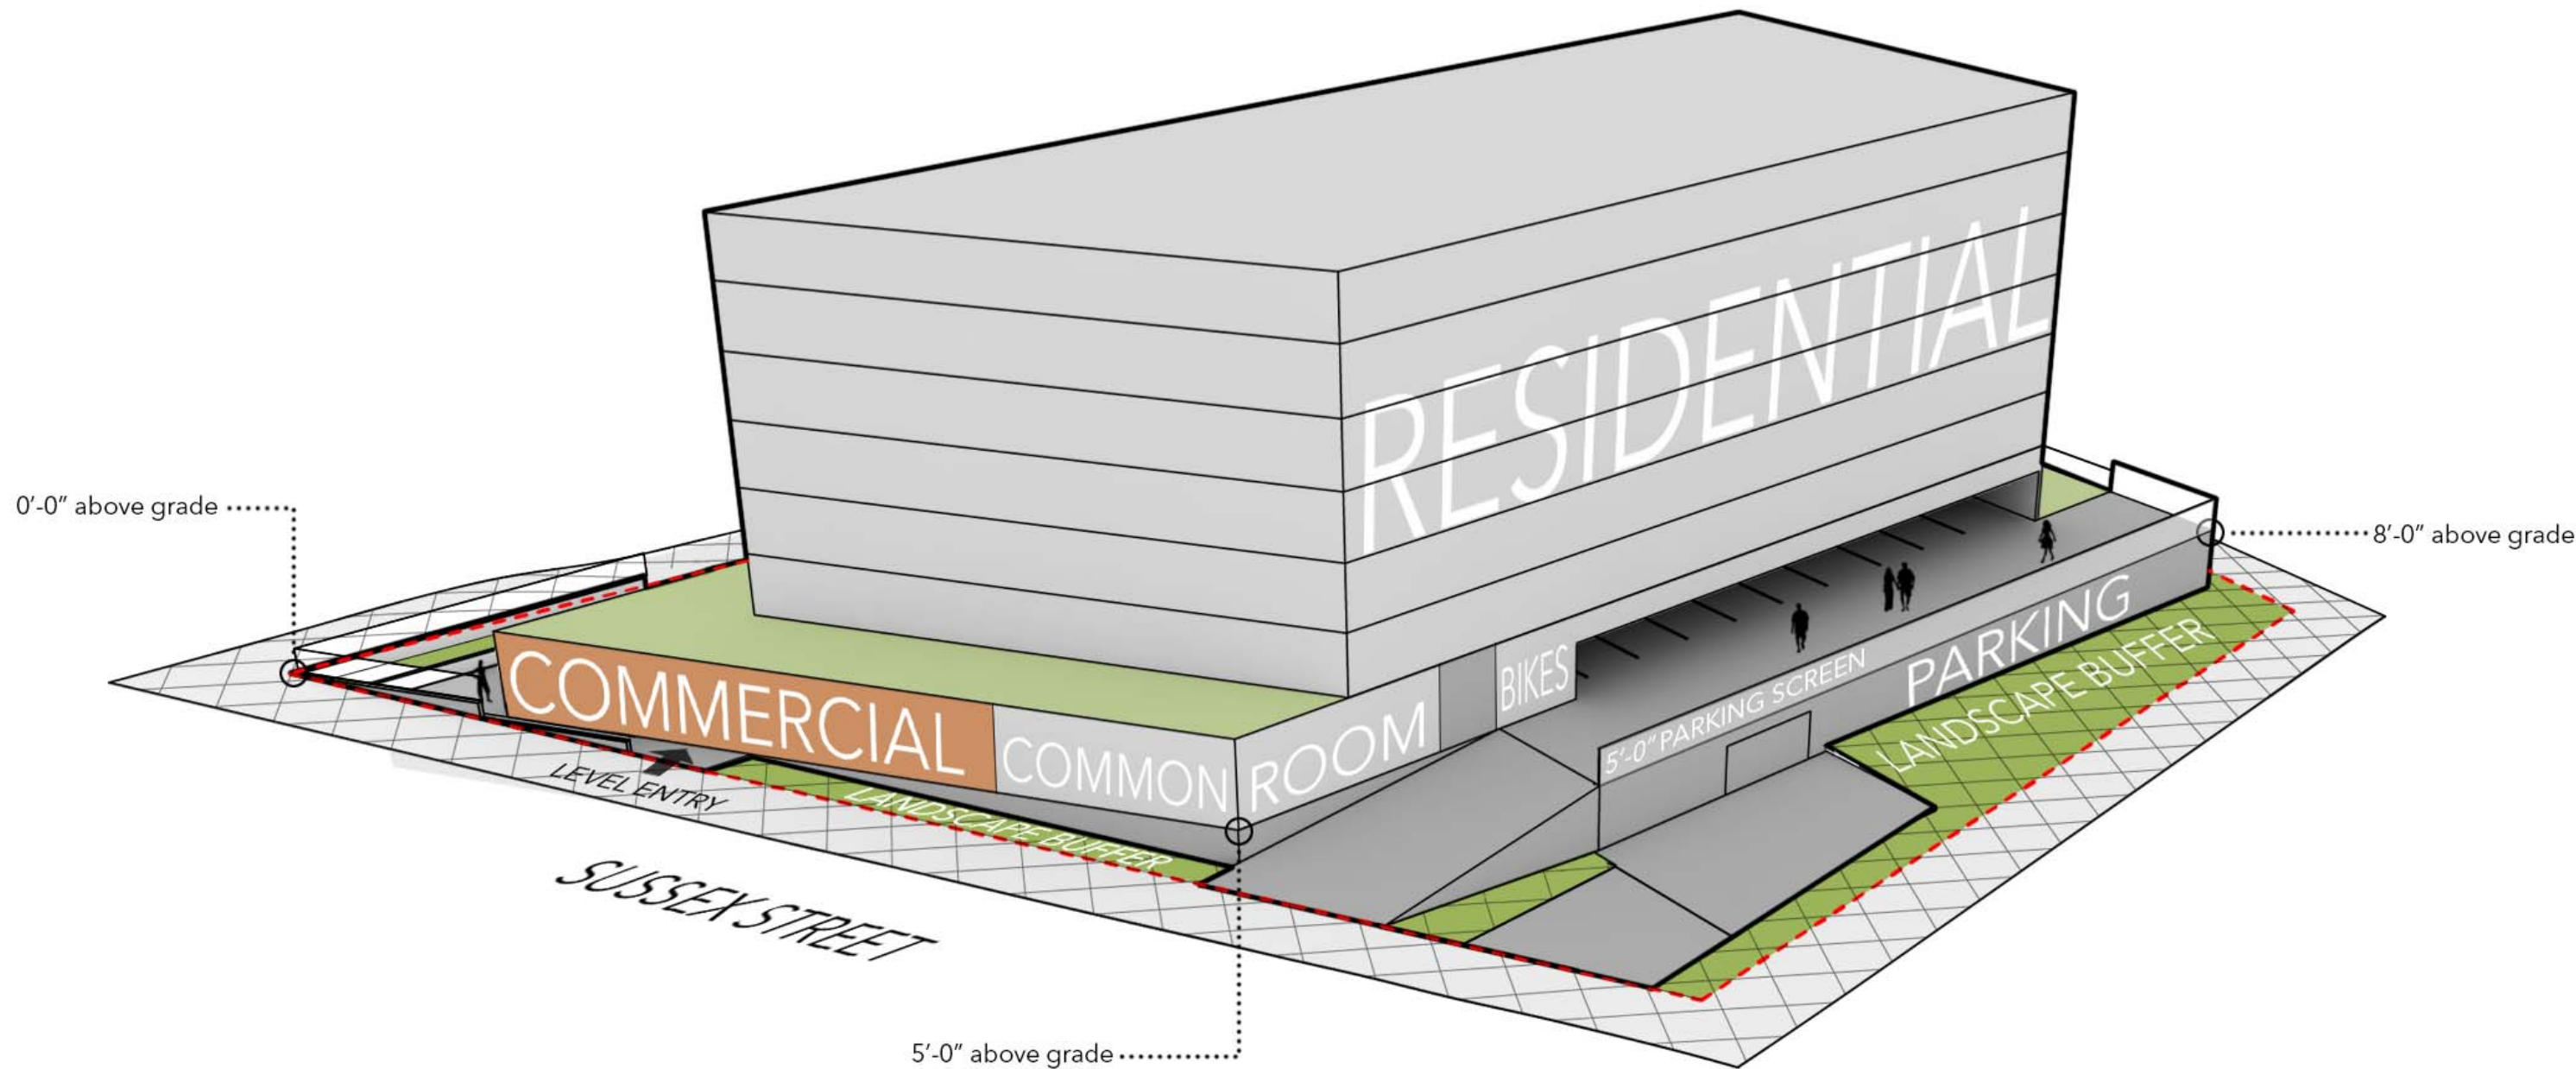 RESIDENTIAL
0'-0" above grade
8'-0" above grade
COMMERCIAL
COMMON ROOM
BIKES
5'-0" PARKING SCREEN
PARKING
LANDSCAPE BUFFER
LEVEL ENTRY
LANDSCAPE BUFFER
SUSSEX STREET
5'-0" above grade